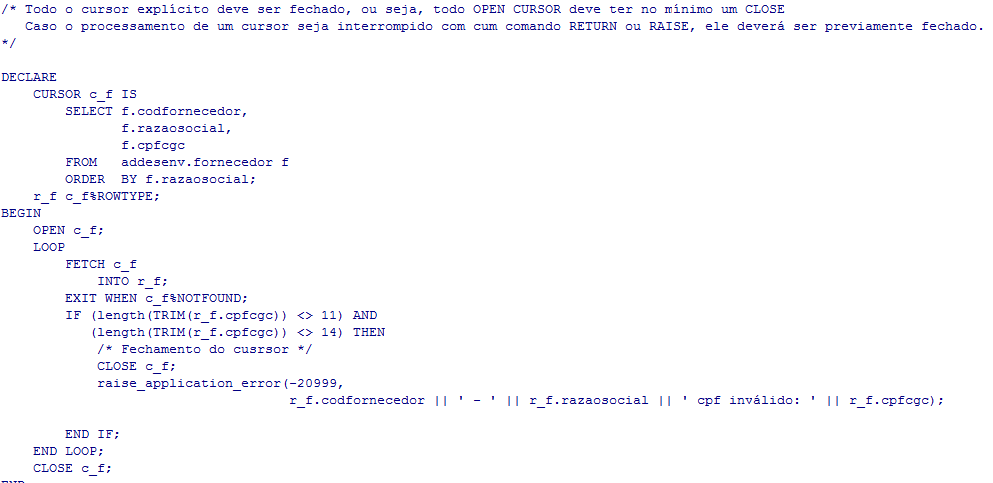 /* Todo o cursor explícito deve ser fechado, ou seja, todo OPEN CURSOR deve ter no mínimo um CLOSE
   Caso o processamento de um cursor seja interrompido com cum comando RETURN ou RAISE, ele deverá ser previamente fechado.
*/

DECLARE
    CURSOR c_f IS
        SELECT f.codfornecedor,
               f.razaosocial,
               f.cpfcgc
        FROM   addesenv.fornecedor f
        ORDER  BY f.razaosocial;
    r_f c_f%ROWTYPE;
BEGIN
    OPEN c_f;
    LOOP
        FETCH c_f
            INTO r_f;
        EXIT WHEN c_f%NOTFOUND;
        IF (length(TRIM(r_f.cpfcgc)) <> 11) AND
           (length(TRIM(r_f.cpfcgc)) <> 14) THEN
            /* Fechamento do cusrsor */
            CLOSE c_f;
            raise_application_error(-20999,
                                    r_f.codfornecedor || ' - ' || r_f.razaosocial || ' cpf inválido: ' || r_f.cpfcgc);

        END IF;
    END LOOP;
    CLOSE c_f;